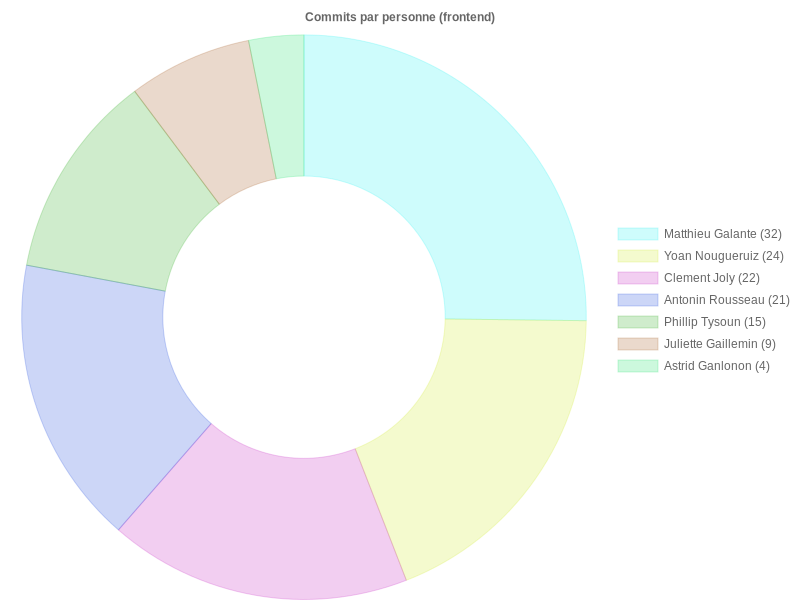 Commits par personne (frontend)
Matthieu Galante (32)
Yoan Nougueruiz (24)
Clement Joly (22)
Antonin Rousseau (21)
Phillip Tysoun (15)
Juliette Gaillemin (9)
Astrid Ganlonon (4)